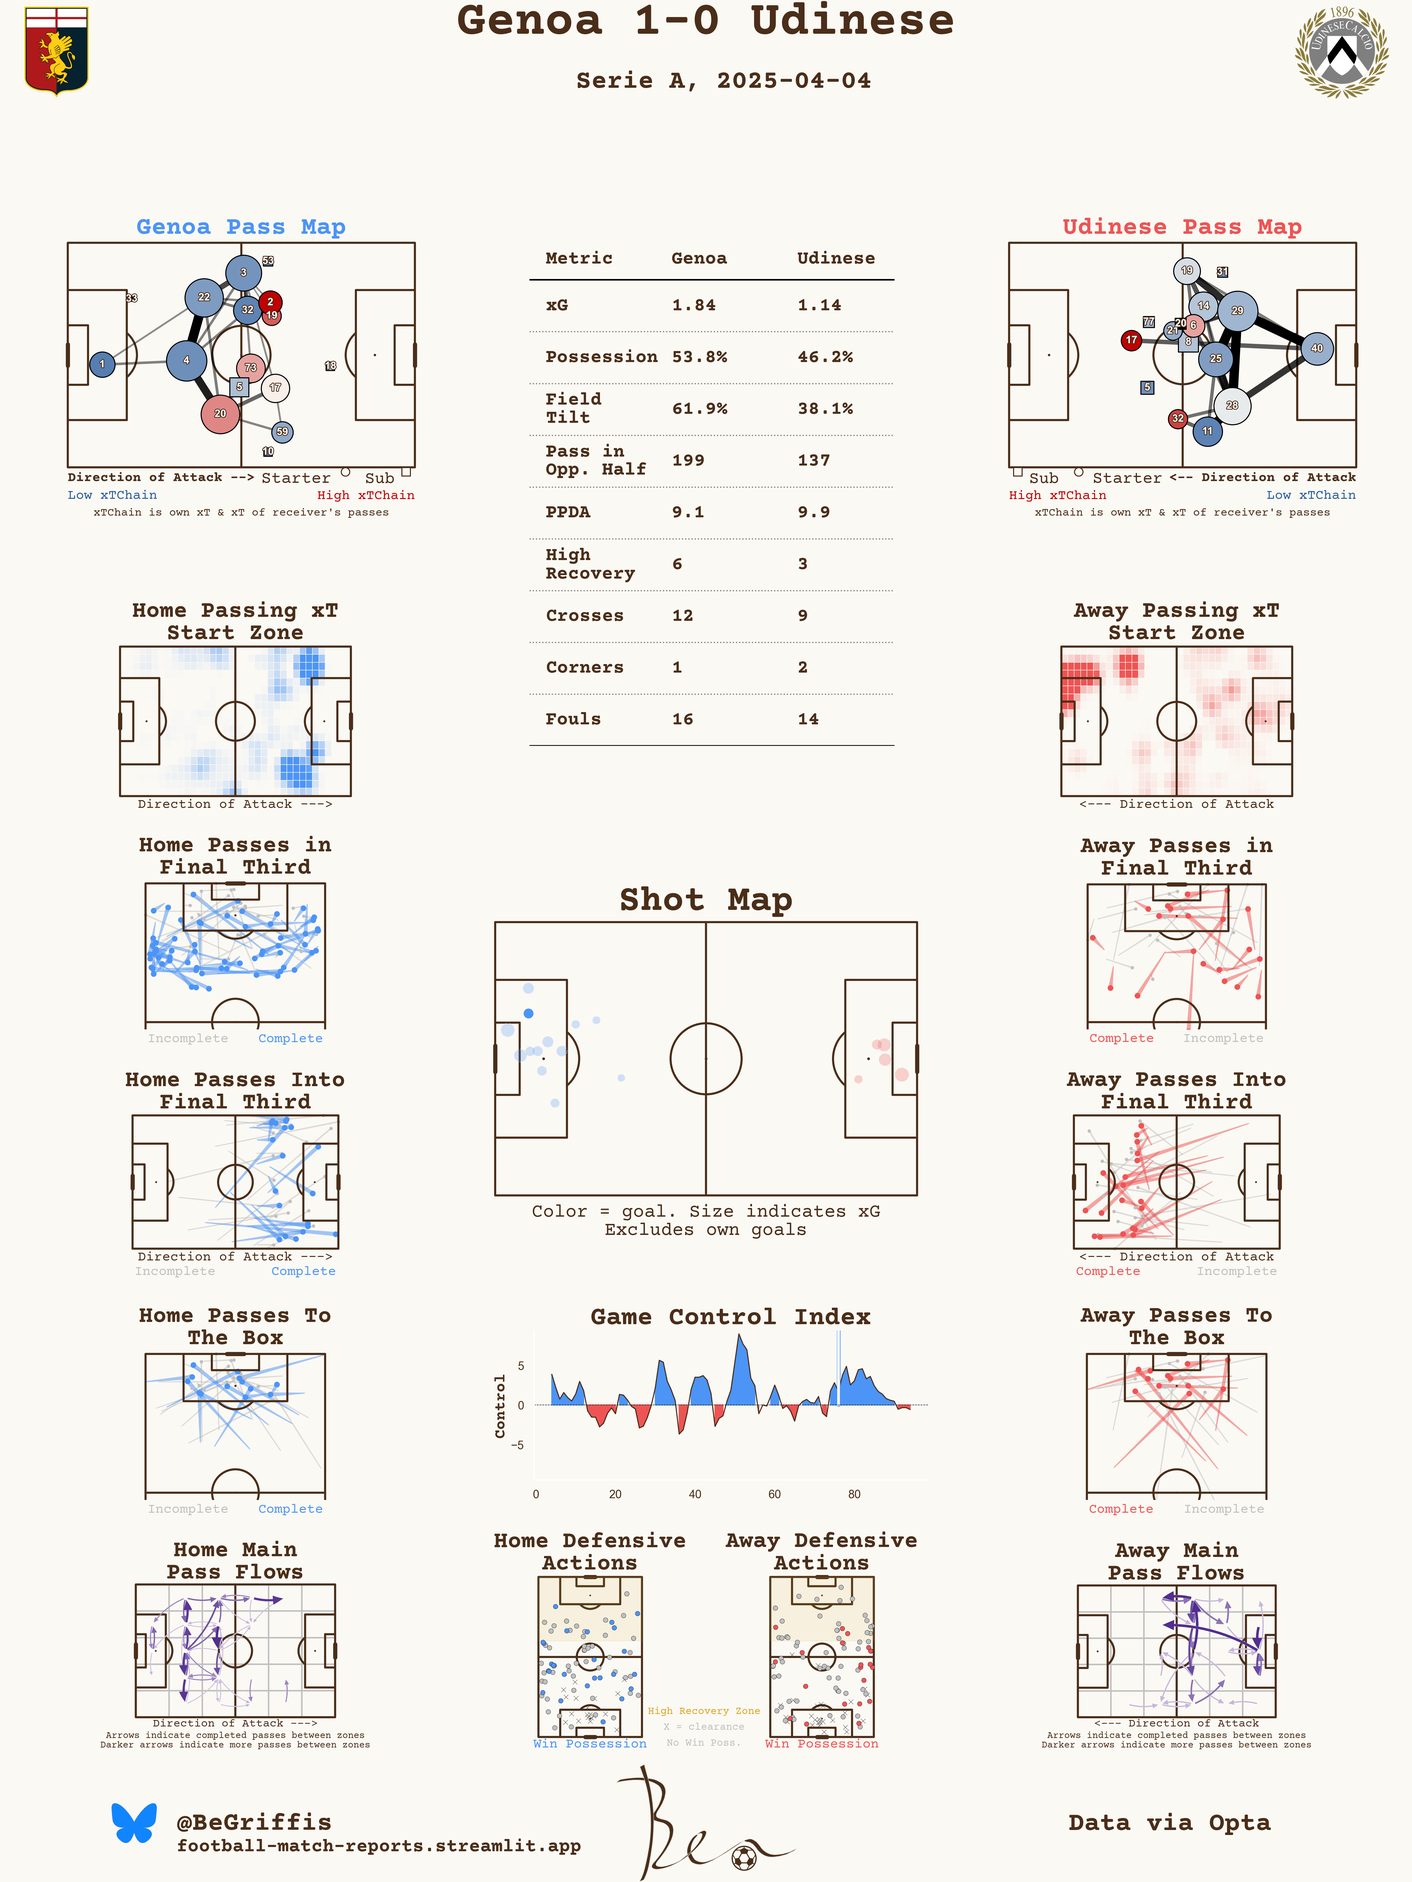 Genoa 1-0 Udinese
Serie A, 2025-04-04
1896
UDINESE CALCIO
Genoa Pass Map
53
3
33
22
2
32
19
4
1
73
18
5
17
20
59
10
Direction of Attack --> Starter Sub
Low xTChain High xTChain
xTChain is own xT & xT of receiver's passes
Metric Genoa Udinese
xG 1.84 1.14
Possession 53.8% 46.2%
Field
Tilt 61.9% 38.1%
Pass in
Opp. Half 199 137
PPDA 9.1 9.9
High
Recovery 6 3
Crosses 12 9
Corners 1 2
Fouls 16 14
Udinese Pass Map
19
31
14
29
77
20
6
21
17
8
40
25
5
28
32
11
Sub Starter <-- Direction of Attack
High xTChain Low xTChain
xTChain is own xT & xT of receiver's passes
Home Passing xT
Start Zone
Direction of Attack --->
Away Passing xT
Start Zone
<--- Direction of Attack
Home Passes in
Final Third
Incomplete Complete
Away Passes in
Final Third
Complete Incomplete
Shot Map
Color = goal. Size indicates xG
Excludes own goals
Home Passes Into
Final Third
Direction of Attack --->
Incomplete Complete
Away Passes Into
Final Third
<--- Direction of Attack
Complete Incomplete
Home Passes To
The Box
Incomplete Complete
Game Control Index
Control
5
0
−5
0 20 40 60 80
Away Passes To
The Box
Complete Incomplete
Home Main
Pass Flows
Direction of Attack --->
Arrows indicate completed passes between zones
Darker arrows indicate more passes between zones
Home Defensive
Actions
Win Possession
High Recovery Zone
X = clearance
No Win Poss.
Away Defensive
Actions
Win Possession
Away Main
Pass Flows
<--- Direction of Attack
Arrows indicate completed passes between zones
Darker arrows indicate more passes between zones
@BeGriffis
football-match-reports.streamlit.app
Ben
Data via Opta